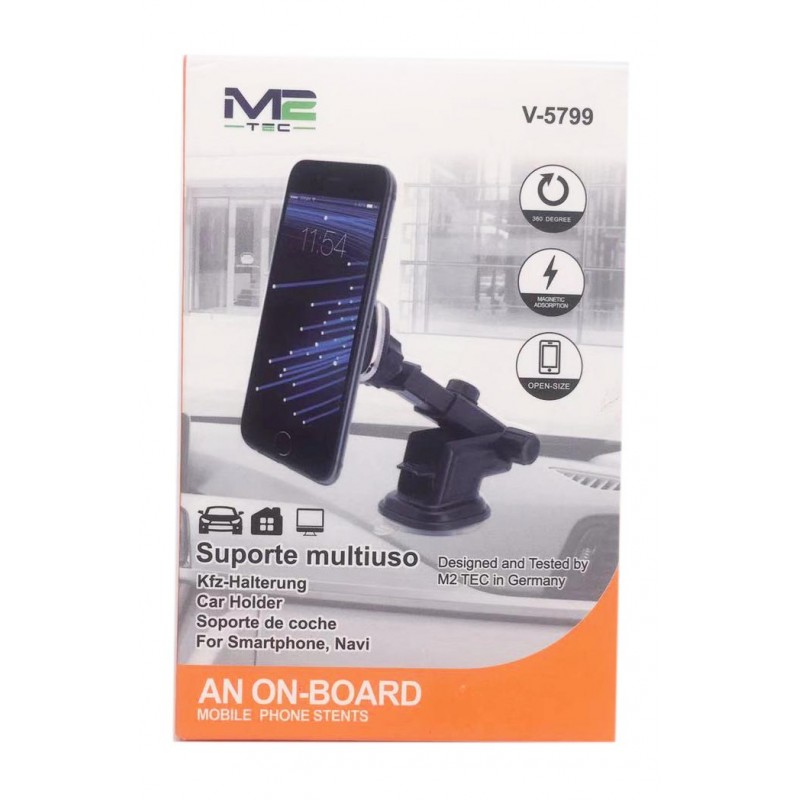 M2
TEC
V-5799
11:54
360 DEGREE
MAGNETIC
ADSORPTION
OPEN-SIZE
Suporte multiuso
Kfz-Halterung
Car Holder
Soporte de coche
For Smartphone, Navi
Designed and Tested by
M2 TEC in Germany
AN ON-BOARD
MOBILE PHONE STENTS